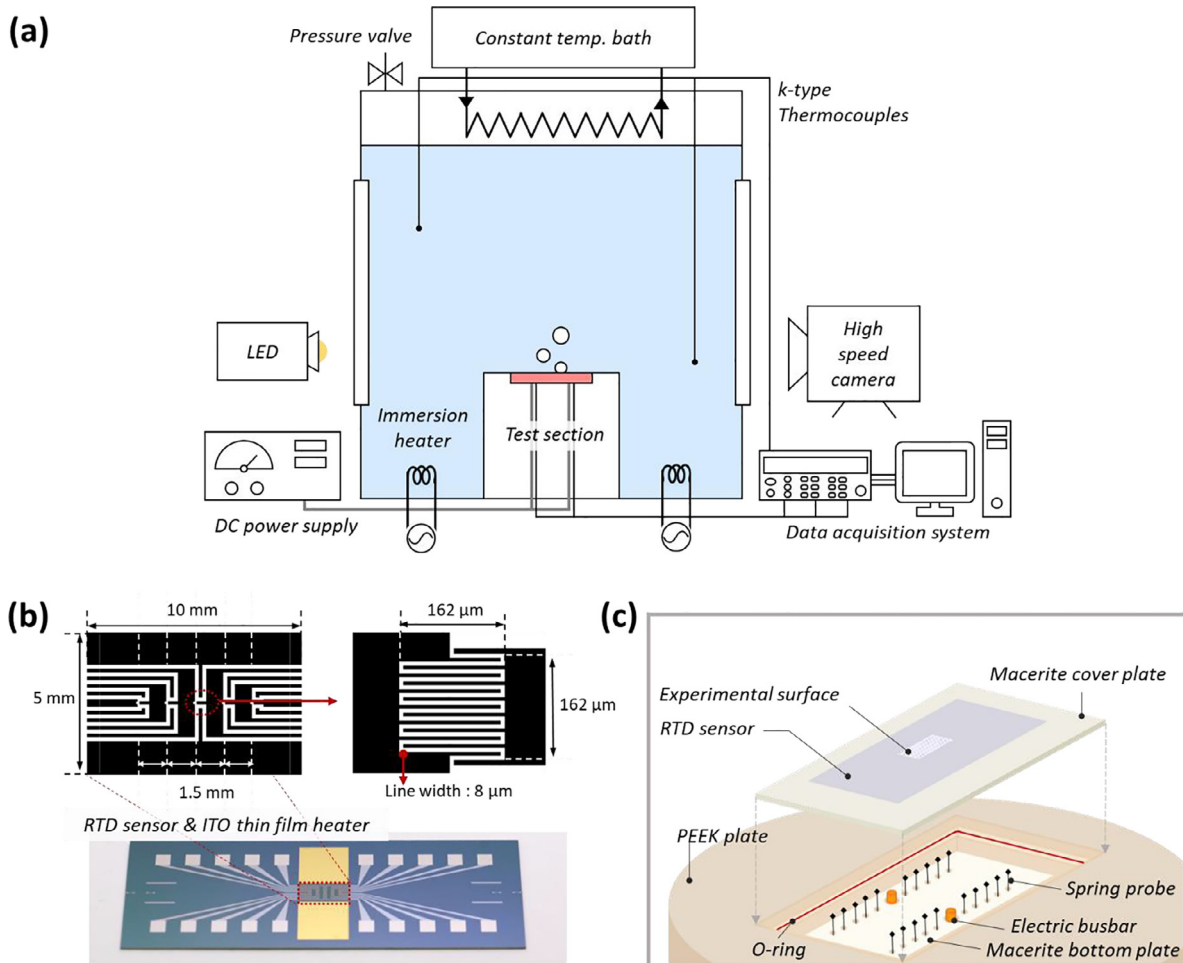 (a)
Pressure valve
Constant temp. bath
k-type
Thermocouples
LED
High
speed
camera
Immersion
heater
Test section
DC power supply
Data acquisition system
(b)
10 mm
5 mm
1.5 mm
162 μm
162 μm
Line width : 8 μm
RTD sensor & ITO thin film heater
(c)
Macerite cover plate
Experimental surface
RTD sensor
PEEK plate
Spring probe
Electric busbar
O-ring
Macerite bottom plate